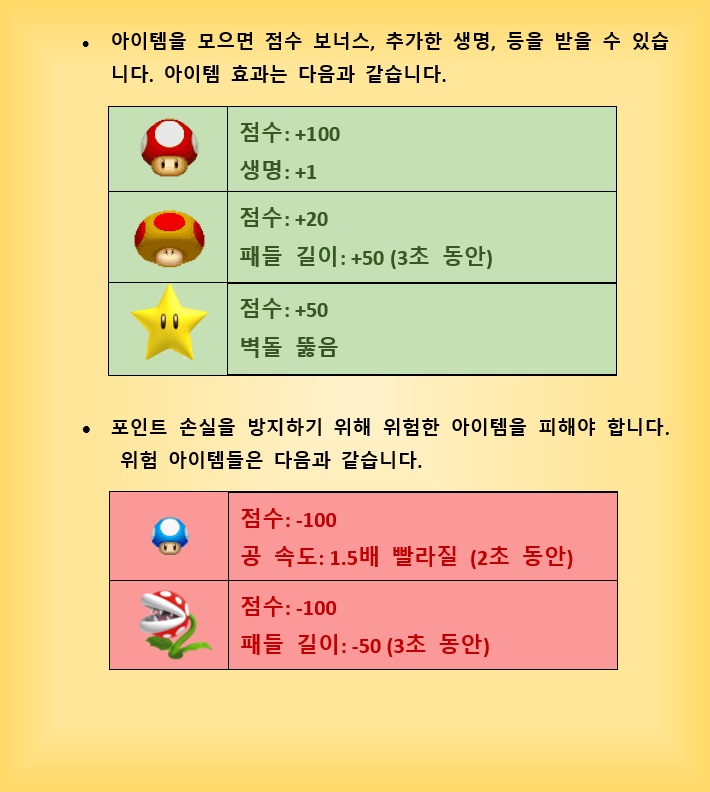 • 아이템을 모으면 점수 보너스, 추가한 생명, 등을 받을 수 있습
니다. 아이템 효과는 다음과 같습니다.
점수: +100
생명: +1
점수: +20
패들 길이: +50 (3초 동안)
점수: +50
벽돌 뚫음
• 포인트 손실을 방지하기 위해 위험한 아이템을 피해야 합니다.
위험 아이템들은 다음과 같습니다.
점수: -100
공 속도: 1.5배 빨라질 (2초 동안)
점수: -100
패들 길이: -50 (3초 동안)